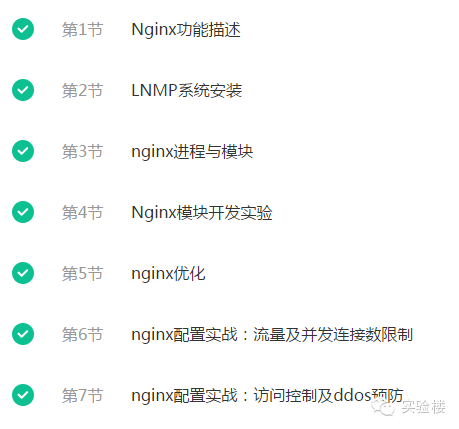 第1节 Nginx功能描述
第2节 LNMP系统安装
第3节 nginx进程与模块
第4节 Nginx模块开发实验
第5节 nginx优化
第6节 nginx配置实战：流量及并发连接数限制
第7节 nginx配置实战：访问控制及ddos预防
实验楼